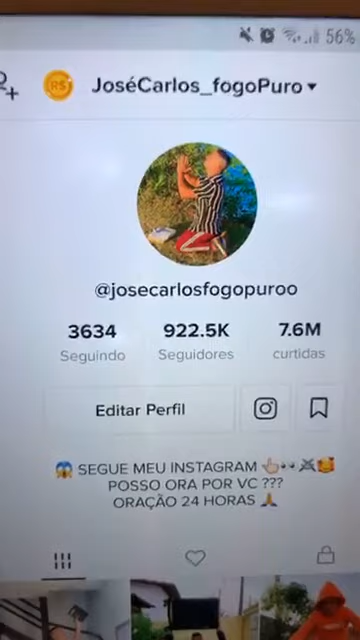 56%
R$
JoséCarlos_fogoPuro
@josecarlosfogopuroo
3634 922.5K 7.6M
Seguindo Seguidores curtidas
Editar Perfil
SEGUE MEU INSTAGRAM 👆🏻👀
POSSO ORA POR VC ???
ORAÇÃO 24 HORAS 🙏